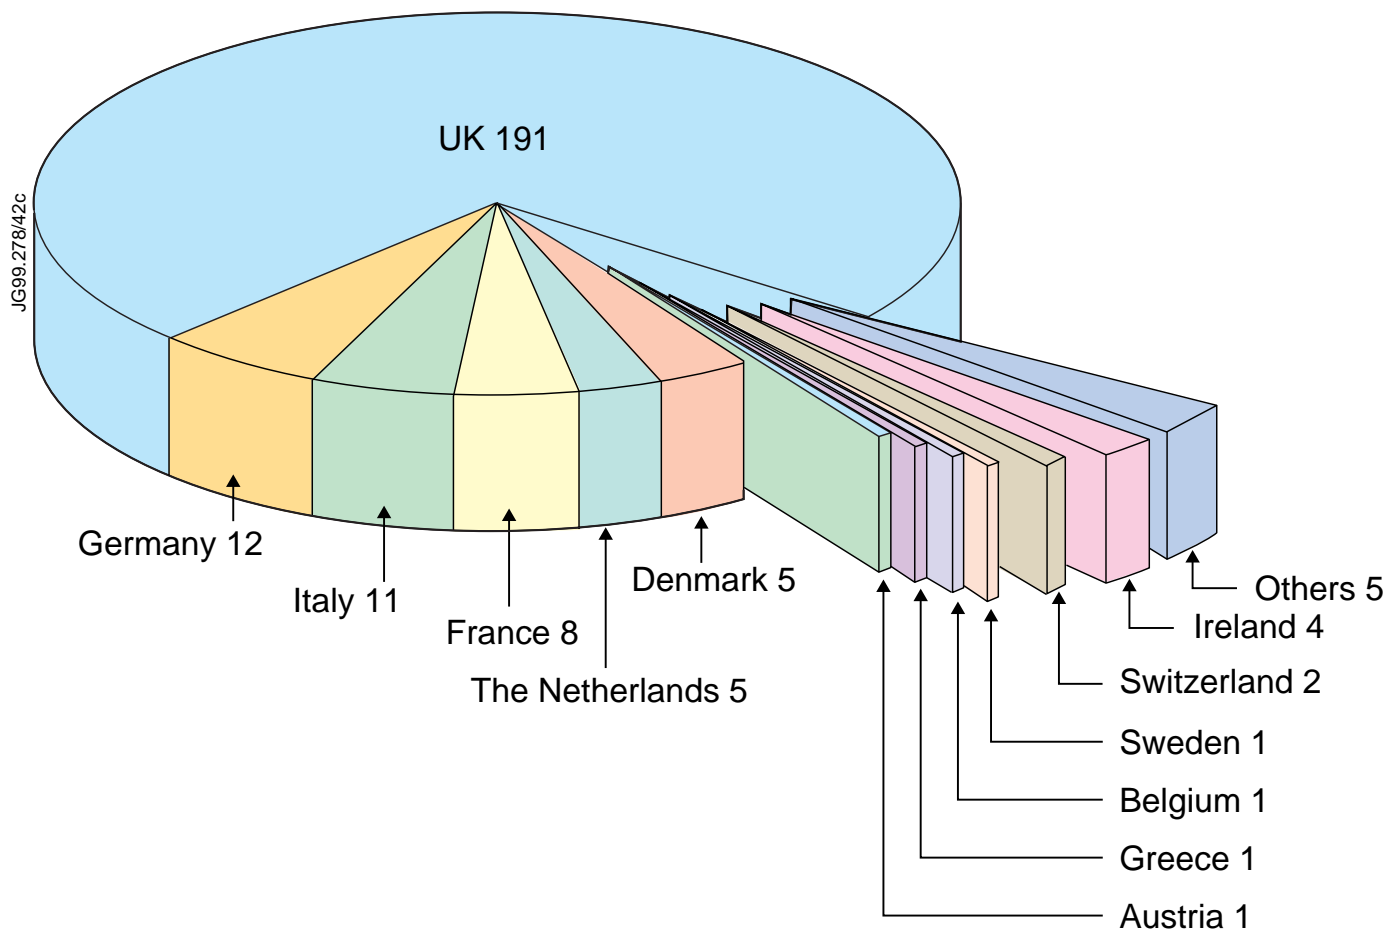 UK 191
JG99.278/42c
Germany 12
Italy 11
France 8
The Netherlands 5
Denmark 5
Others 5
Ireland 4
Switzerland 2
Sweden 1
Belgium 1
Greece 1
Austria 1